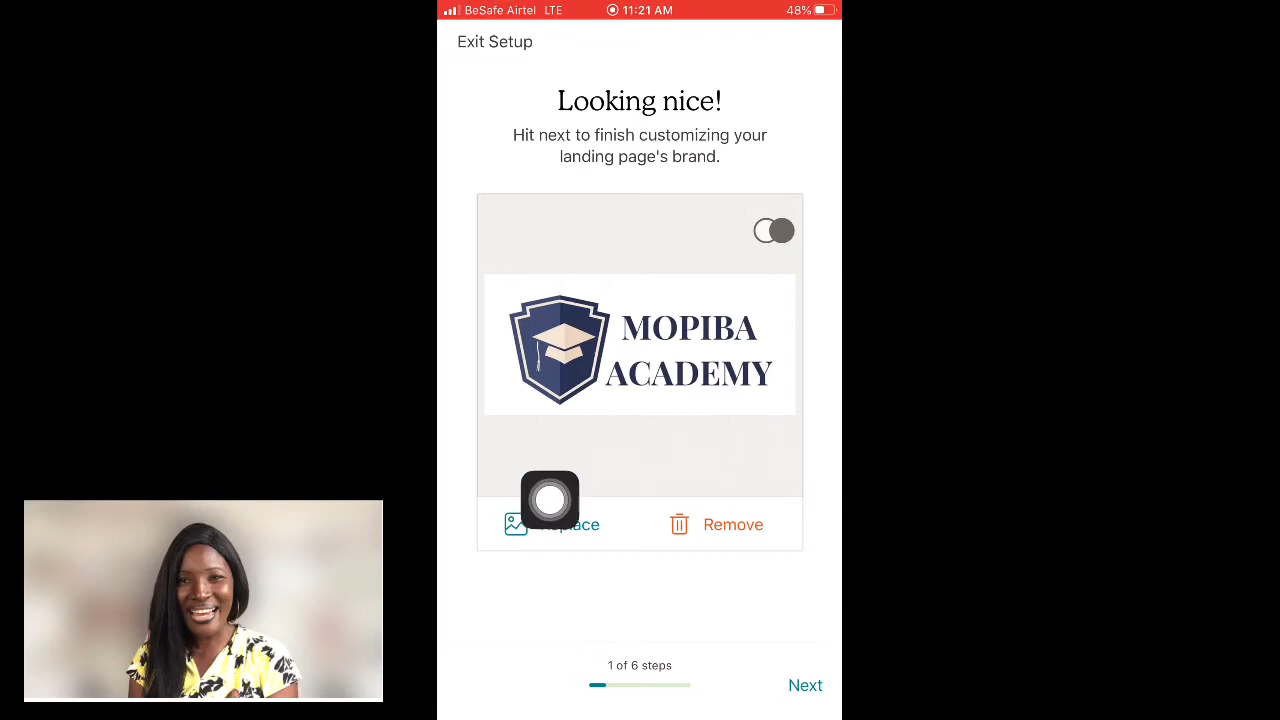 BeSafe Airtel LTE 11:21 AM 48%
Exit Setup
Looking nice!
Hit next to finish customizing your
landing page's brand.
MOPIBA
ACADEMY
Remove
1 of 6 steps
Next